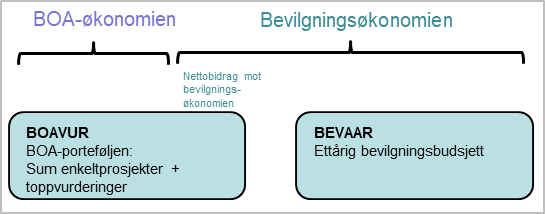 BOA-økonomien
Bevilgningsøkonomien
Nettobidrag mot
bevilgnings-
økonomien
BOAVUR
BOA-porteføljen:
Sum enkeltprosjekter +
toppvurderinger
BEVAAR
Ettårig bevilgningsbudsjett